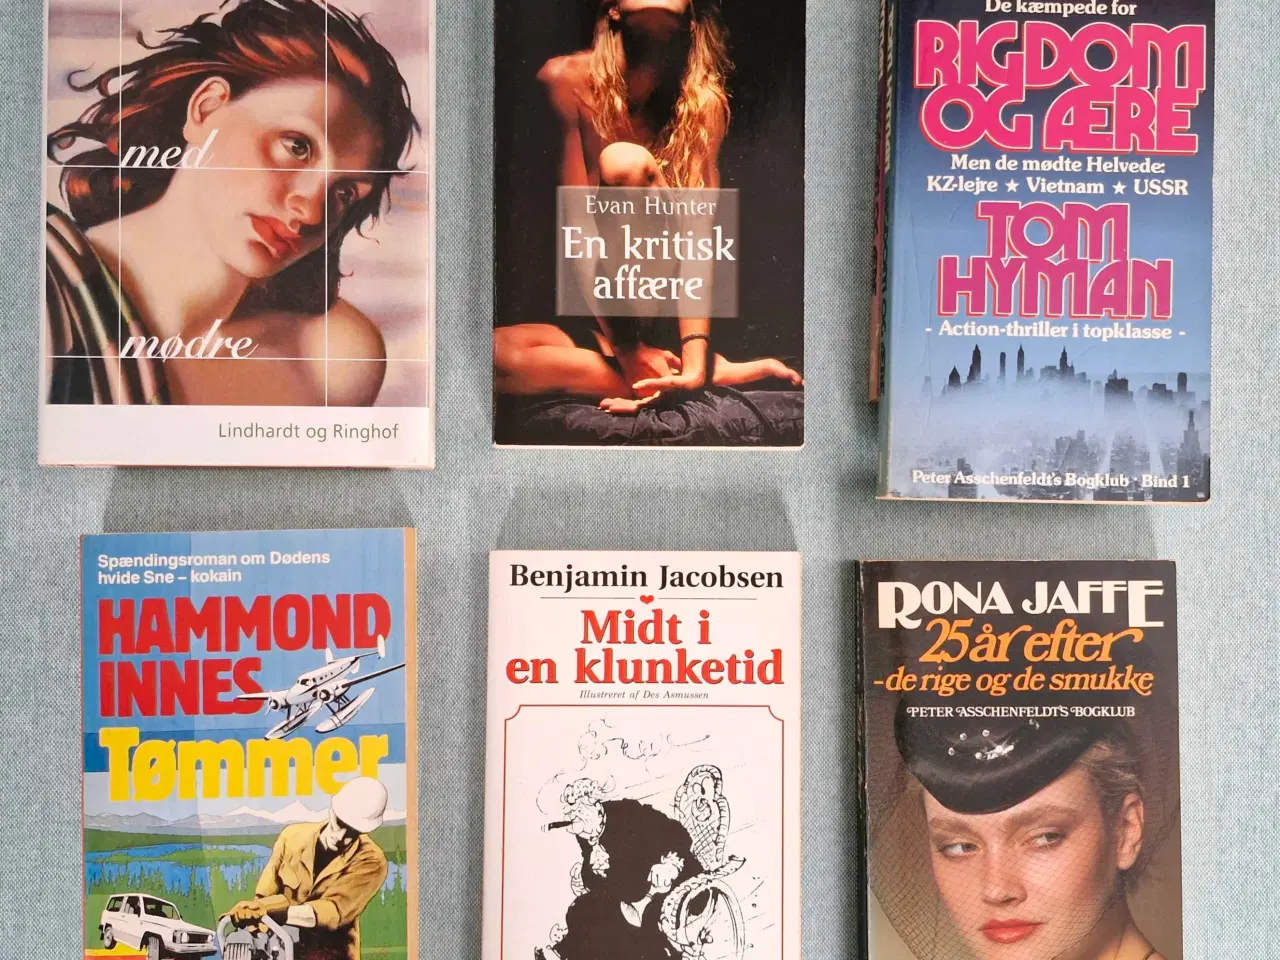 med
mødre
Lindhardt og Ringhof
Evan Hunter
En kritisk
affære
De kæmpede for
RIGDOM
OG ÆRE
Men de mødte Helvede:
KZ-lejre ★ Vietnam ★ USSR
TOM
HYMAN
- Action-thriller i topklasse -
Peter Asschenfeldt's Bogklub · Bind 1
Spændingsroman om Dødens
hvide Sne – kokain
HAMMOND
INNES
Tømmer
Benjamin Jacobsen
Midt i
en klunketid
Illustreret af Des Asmussen
RONA JAFFE
25 år efter
- de rige og de smukke
PETER ASSCHENFELDT'S BOGKLUB